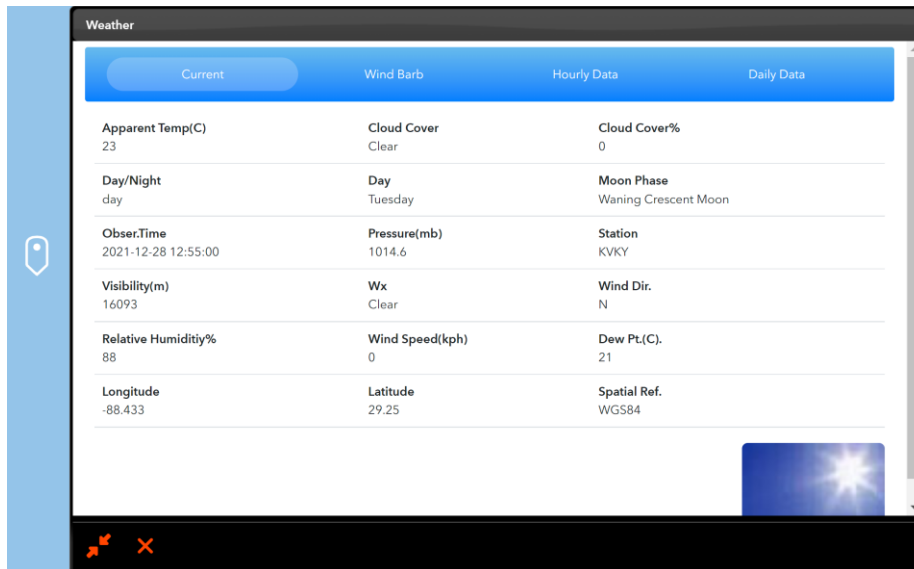 Weather
Current Wind Barb Hourly Data Daily Data
Apparent Temp(C) Cloud Cover Cloud Cover%
23 Clear 0
Day/Night Day Moon Phase
day Tuesday Waning Crescent Moon
Obser.Time Pressure(mb) Station
2021-12-28 12:55:00 1014.6 KVKY
Visibility(m) Wx Wind Dir.
16093 Clear N
Relative Humiditiy% Wind Speed(kph) Dew Pt.(C).
88 0 21
Longitude Latitude Spatial Ref.
-88.433 29.25 WGS84